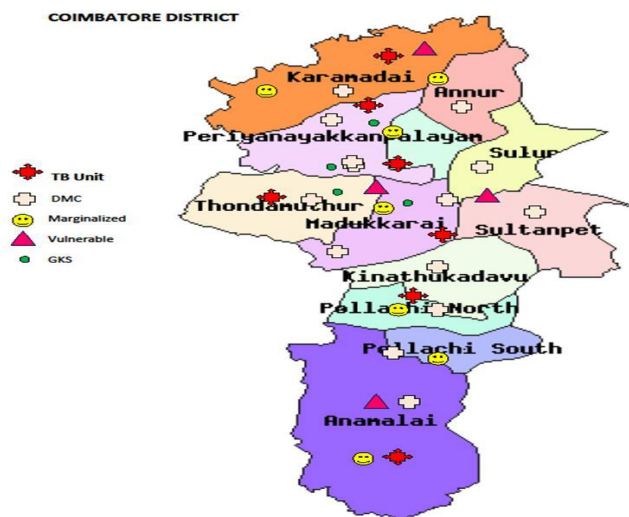 COIMBATORE DISTRICT
Karamadai
Annur
Periyanayakkanpalayam
Sulur
TB Unit
DMC
Marginalized
Vulnerable
GKS
Thondamuthur
Madukkarai
Sultanpet
Kinathukadavu
Pollachi North
Pollachi South
Anamalai